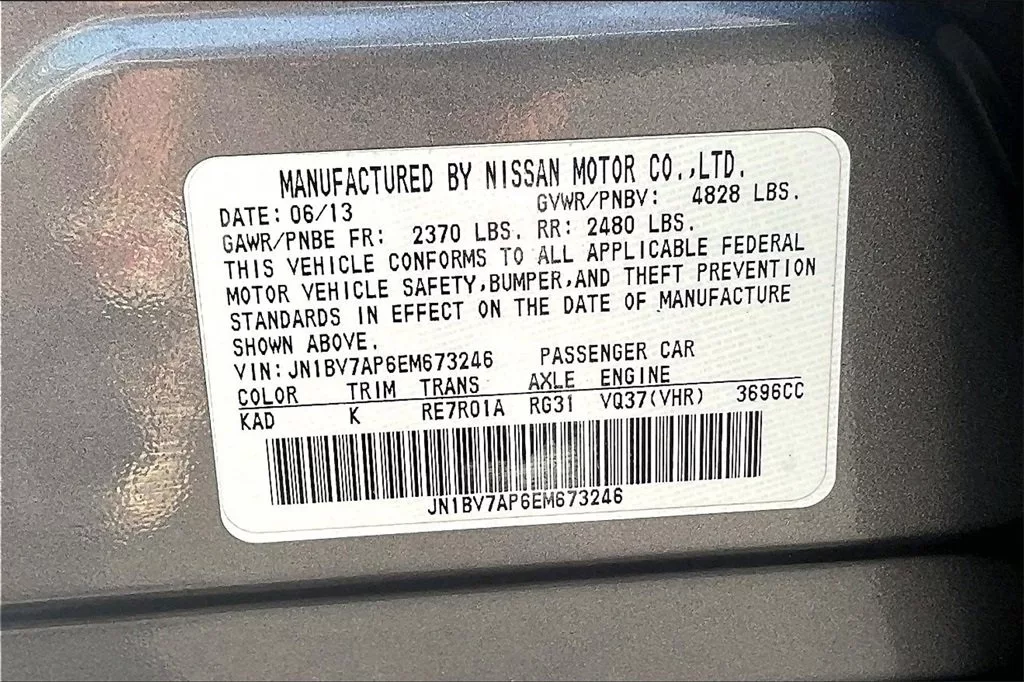 MANUFACTURED BY NISSAN MOTOR CO.,LTD.
DATE: 06/13 GVWR/PNBV: 4828 LBS.
GAWR/PNBE FR: 2370 LBS. RR: 2480 LBS.
THIS VEHICLE CONFORMS TO ALL APPLICABLE FEDERAL
MOTOR VEHICLE SAFETY,BUMPER,AND THEFT PREVENTION
STANDARDS IN EFFECT ON THE DATE OF MANUFACTURE
SHOWN ABOVE.
VIN:JN1BV7AP6EM673246 PASSENGER CAR
COLOR TRIM TRANS AXLE ENGINE
KAD K RE7R01A RG31 VQ37(VHR) 3696CC
JN1BV7AP6EM673246